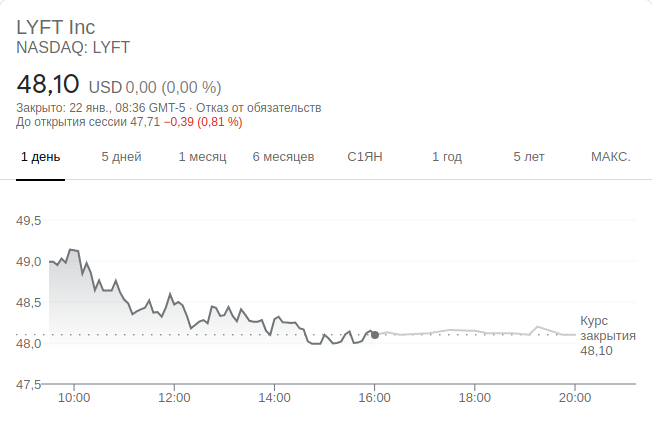 LYFT Inc
NASDAQ: LYFT
48,10 USD 0,00 (0,00 %)
Закрыто: 22 янв., 08:36 GMT-5 · Отказ от обязательств
До открытия сессии 47,71 −0,39 (0,81 %)
1 день 5 дней 1 месяц 6 месяцев С1ЯН 1 год 5 лет МАКС.
49,5
49,0
48,5
48,0
47,5
Курс
закрытия
48,10
10:00 12:00 14:00 16:00 18:00 20:00